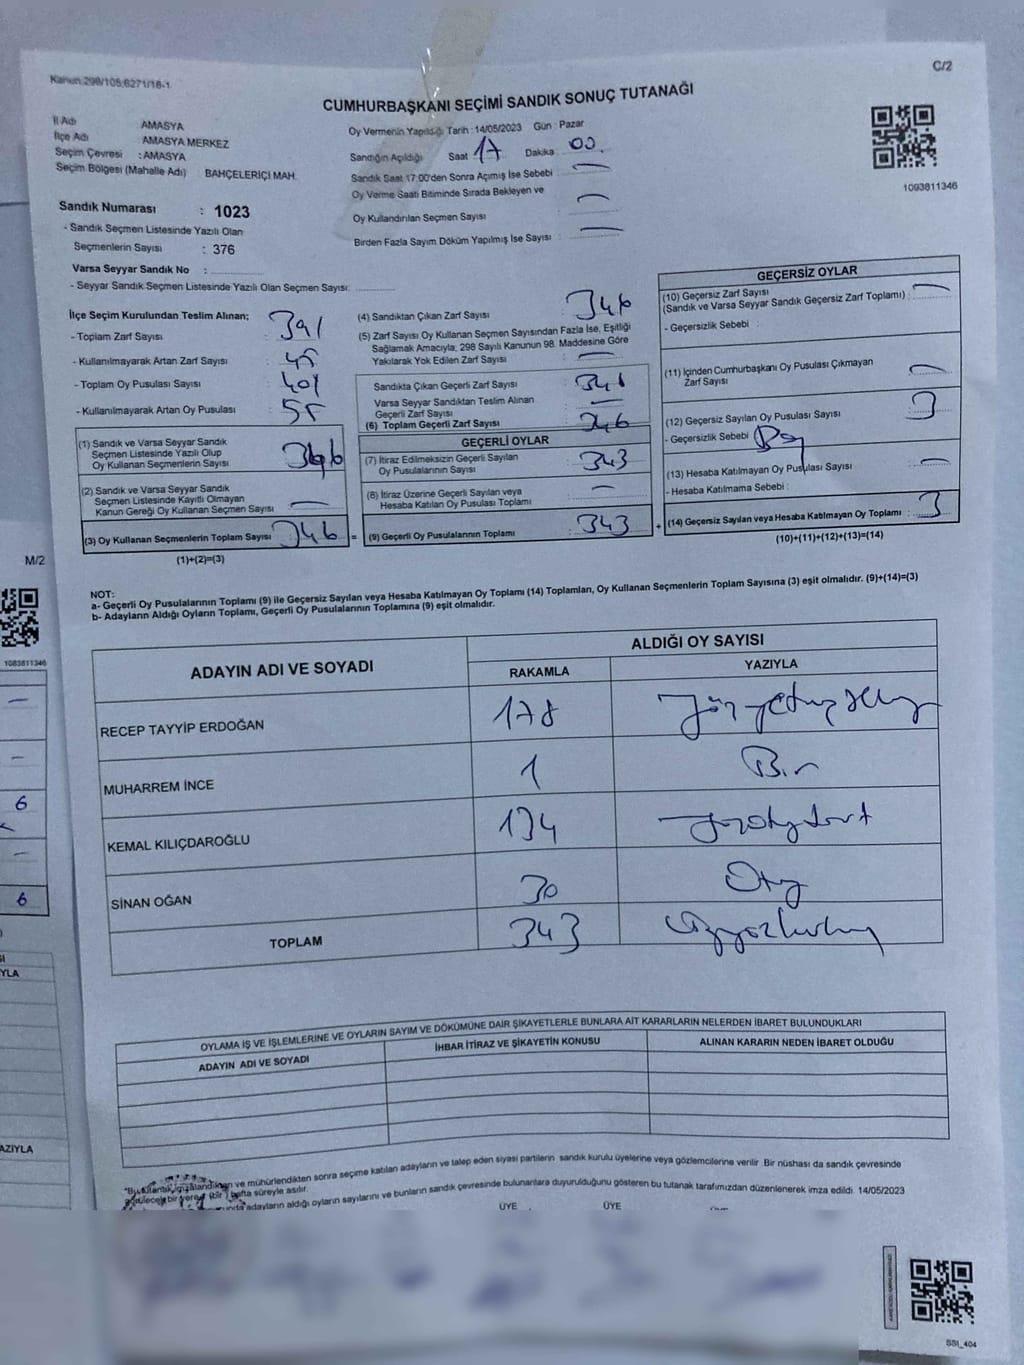 Kanun:298/105;6271/16-1
C/2
CUMHURBAŞKANI SEÇİMİ SANDIK SONUÇ TUTANAĞI
İl Adı AMASYA
İlçe Adı AMASYA MERKEZ
Seçim Çevresi : AMASYA
Seçim Bölgesi (Mahalle Adı) BAHÇELERİÇİ MAH.
Oy Vermenin Yapıldığı Tarih : 14/05/2023 Gün : Pazar
Sandığın Açıldığı Saat 17 Dakika 00.
Sandık Saat 17:00'den Sonra Açımış İse Sebebi —
Oy Verme Saati Bitiminde Sırada Bekleyen ve
Oy Kullandırılan Seçmen Sayısı —
Birden Fazla Sayım Döküm Yapılmış İse Sayısı : —
1093811346
Sandık Numarası : 1023
- Sandık Seçmen Listesinde Yazılı Olan
Seçmenlerin Sayısı : 376
Varsa Seyyar Sandık No :
- Seyyar Sandık Seçmen Listesinde Yazılı Olan Seçmen Sayısı:
İlçe Seçim Kurulundan Teslim Alınan;
- Toplam Zarf Sayısı : 391
- Kullanılmayarak Artan Zarf Sayısı : 45
- Toplam Oy Pusulası Sayısı : 401
- Kullanılmayarak Artan Oy Pusulası : 55
(1) Sandık ve Varsa Seyyar Sandık
Seçmen Listesinde Yazılı Olup
Oy Kullanan Seçmenlerin Sayısı : 346
(2) Sandık ve Varsa Seyyar Sandık
Seçmen Listesinde Kayıtlı Olmayan
Kanun Gereği Oy Kullanan Seçmen Sayısı —
(3) Oy Kullanan Seçmenlerin Toplam Sayısı : 346 =
(1)+(2)=(3)
(4) Sandıktan Çıkan Zarf Sayısı : 346
(5) Zarf Sayısı Oy Kullanan Seçmen Sayısından Fazla İse, Eşitliği
Sağlamak Amacıyla, 298 Sayılı Kanunun 98. Maddesine Göre
Yakılarak Yok Edilen Zarf Sayısı : —
Sandıkta Çıkan Geçerli Zarf Sayısı : 346
Varsa Seyyar Sandıktan Teslim Alınan
Geçerli Zarf Sayısı : —
(6) Toplam Geçerli Zarf Sayısı : 346
GEÇERLİ OYLAR
(7) İtiraz Edilmeksizin Geçerli Sayılan
Oy Pusulalarının Sayısı : 343
(8) İtiraz Üzerine Geçerli Sayılan veya
Hesaba Katılan Oy Pusulası Toplamı : —
(9) Geçerli Oy Pusulalarının Toplamı : 343 +
GEÇERSİZ OYLAR
(10) Geçersiz Zarf Sayısı
(Sandık ve Varsa Seyyar Sandık Geçersiz Zarf Toplamı) : —
- Geçersizlik Sebebi :
(11) İçinden Cumhurbaşkanı Oy Pusulası Çıkmayan
Zarf Sayısı : —
(12) Geçersiz Sayılan Oy Pusulası Sayısı : 3
- Geçersizlik Sebebi
(13) Hesaba Katılmayan Oy Pusulası Sayısı : —
- Hesaba Katılmama Sebebi :
(14) Geçersiz Sayılan veya Hesaba Katılmayan Oy Toplamı : 3
(10)+(11)+(12)+(13)=(14)
NOT:
a- Geçerli Oy Pusulalarının Toplamı (9) ile Geçersiz Sayılan veya Hesaba Katılmayan Oy Toplamı (14) Toplamları, Oy Kullanan Seçmenlerin Toplam Sayısına (3) eşit olmalıdır. (9)+(14)=(3)
b- Adayların Aldığı Oyların Toplamı, Geçerli Oy Pusulalarının Toplamına (9) eşit olmalıdır.
ADAYIN ADI VE SOYADI
ALDIĞI OY SAYISI
RAKAMLA YAZIYLA
RECEP TAYYİP ERDOĞAN 178
MUHARREM İNCE 1 Bir
KEMAL KILIÇDAROĞLU 134
SİNAN OĞAN 30 Otuz
TOPLAM 343
OYLAMA İŞ VE İŞLEMLERİNE VE OYLARIN SAYIM VE DÖKÜMÜNE DAİR ŞİKAYETLERLE BUNLARA AİT KARARLARIN NELERDEN İBARET BULUNDUKLARI
ADAYIN ADI VE SOYADI İHBAR İTİRAZ VE ŞİKAYETİN KONUSU ALINAN KARARIN NEDEN İBARET OLDUĞU
ve mühürlendikten sonra seçime katılan adayların ve talep eden siyasi partilerin sandık kurulu üyelerine veya gözlemcilerine verilir. Bir nüshası da sandık çevresinde
(bir) hafta süreyle asılır.
adayların aldığı oyların sayılarını ve bunların sandık çevresinde bulunanlara duyurulduğunu gösteren bu tutanak tarafımızdan düzenlenerek imza edildi. 14/05/2023
ÜYE ÜYE
SSI_404
M/2
1083811346
—
—
6
—
6
YLA
AZIYLA